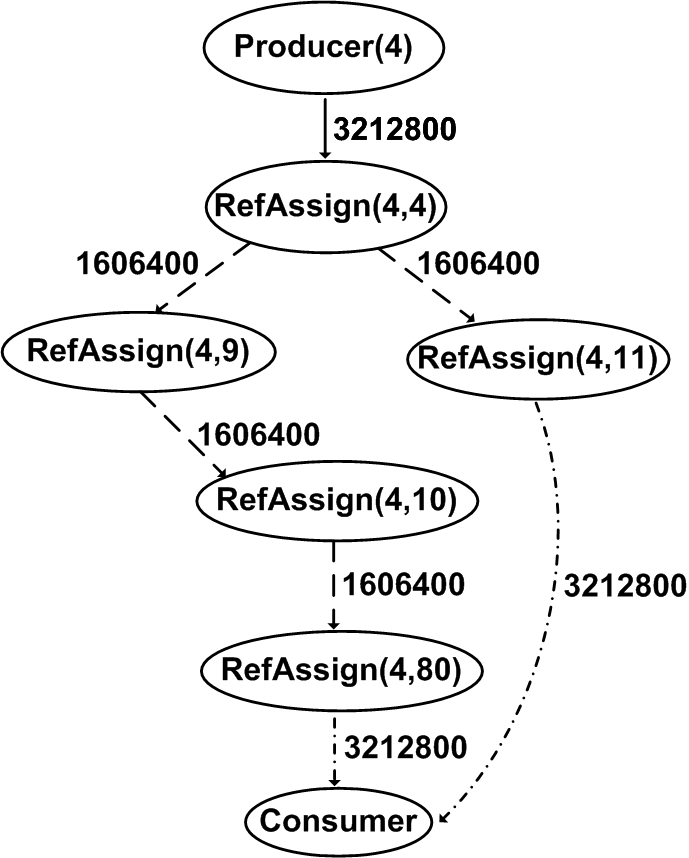 Producer(4)
3212800
RefAssign(4,4)
1606400
1606400
RefAssign(4,9)
RefAssign(4,11)
1606400
RefAssign(4,10)
1606400
3212800
RefAssign(4,80)
3212800
Consumer